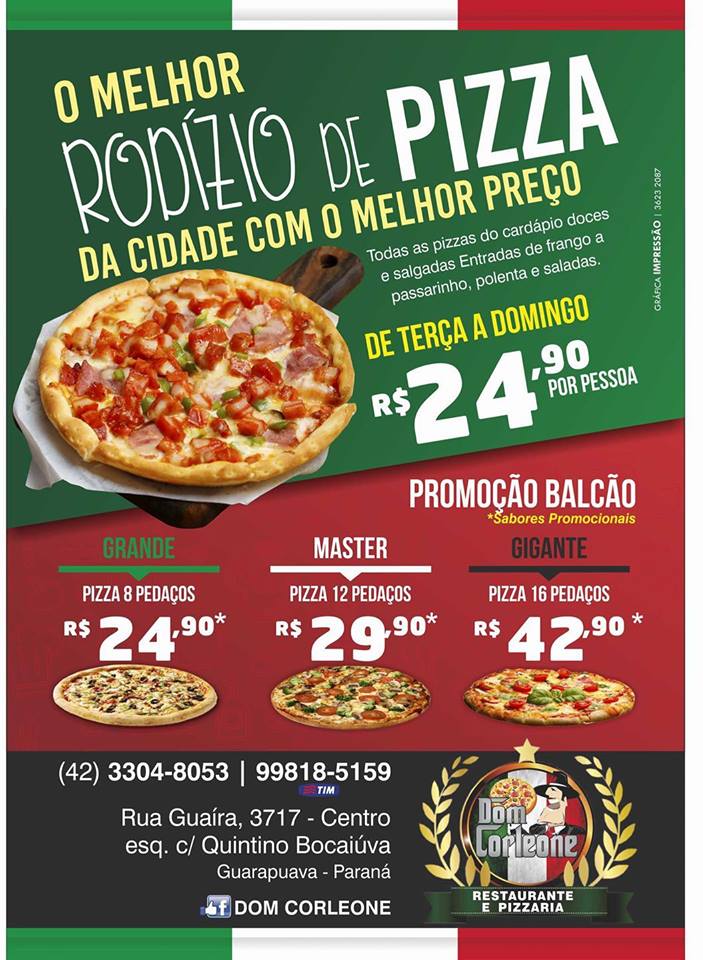 O MELHOR
RODÍZIO DE PIZZA
DA CIDADE COM O MELHOR PREÇO
Todas as pizzas do cardápio doces
e salgadas Entradas de frango a
passarinho, polenta e saladas.
DE TERÇA A DOMINGO
R$ 24,90
POR PESSOA
GRÁFICA IMPRESSÃO | 3623 2087
PROMOÇÃO BALCÃO
*Sabores Promocionais
GRANDE
PIZZA 8 PEDAÇOS
R$ 24,90*
MASTER
PIZZA 12 PEDAÇOS
R$ 29,90*
GIGANTE
PIZZA 16 PEDAÇOS
R$ 42,90 *
(42) 3304-8053 | 99818-5159
TIM
Rua Guaíra, 3717 - Centro
esq. c/ Quintino Bocaiúva
Guarapuava - Paraná
f DOM CORLEONE
Dom
Corleone
RESTAURANTE
E PIZZARIA